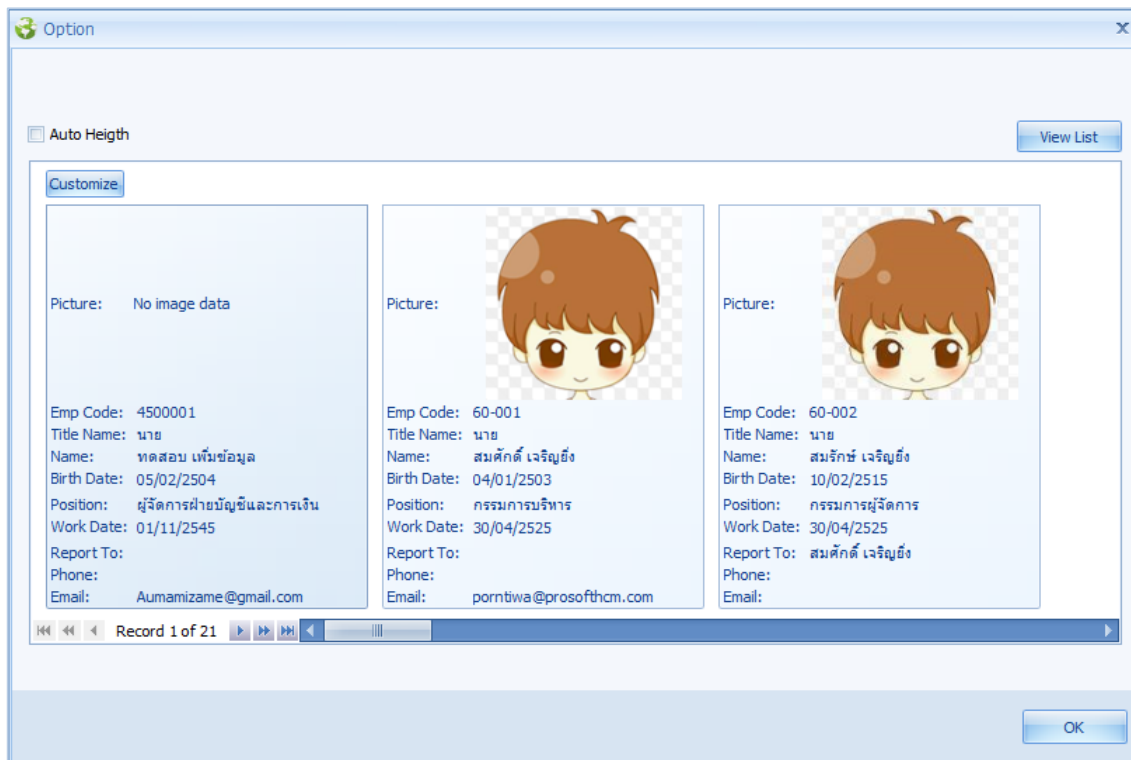 Option
x
Auto Heigth
View List
Customize
Picture: No image data
Emp Code: 4500001
Title Name: นาย
Name: ทดสอบ เพิ่มข้อมูล
Birth Date: 05/02/2504
Position: ผู้จัดการฝ่ายบัญชีและการเงิน
Work Date: 01/11/2545
Report To:
Phone:
Email: Aumamizame@gmail.com
Picture:
Emp Code: 60-001
Title Name: นาย
Name: สมศักดิ์ เจริญยิ่ง
Birth Date: 04/01/2503
Position: กรรมการบริหาร
Work Date: 30/04/2525
Report To:
Phone:
Email: porntiwa@prosofthcm.com
Picture:
Emp Code: 60-002
Title Name: นาย
Name: สมรักษ์ เจริญยิ่ง
Birth Date: 10/02/2515
Position: กรรมการผู้จัดการ
Work Date: 30/04/2525
Report To: สมศักดิ์ เจริญยิ่ง
Phone:
Email:
Record 1 of 21
OK